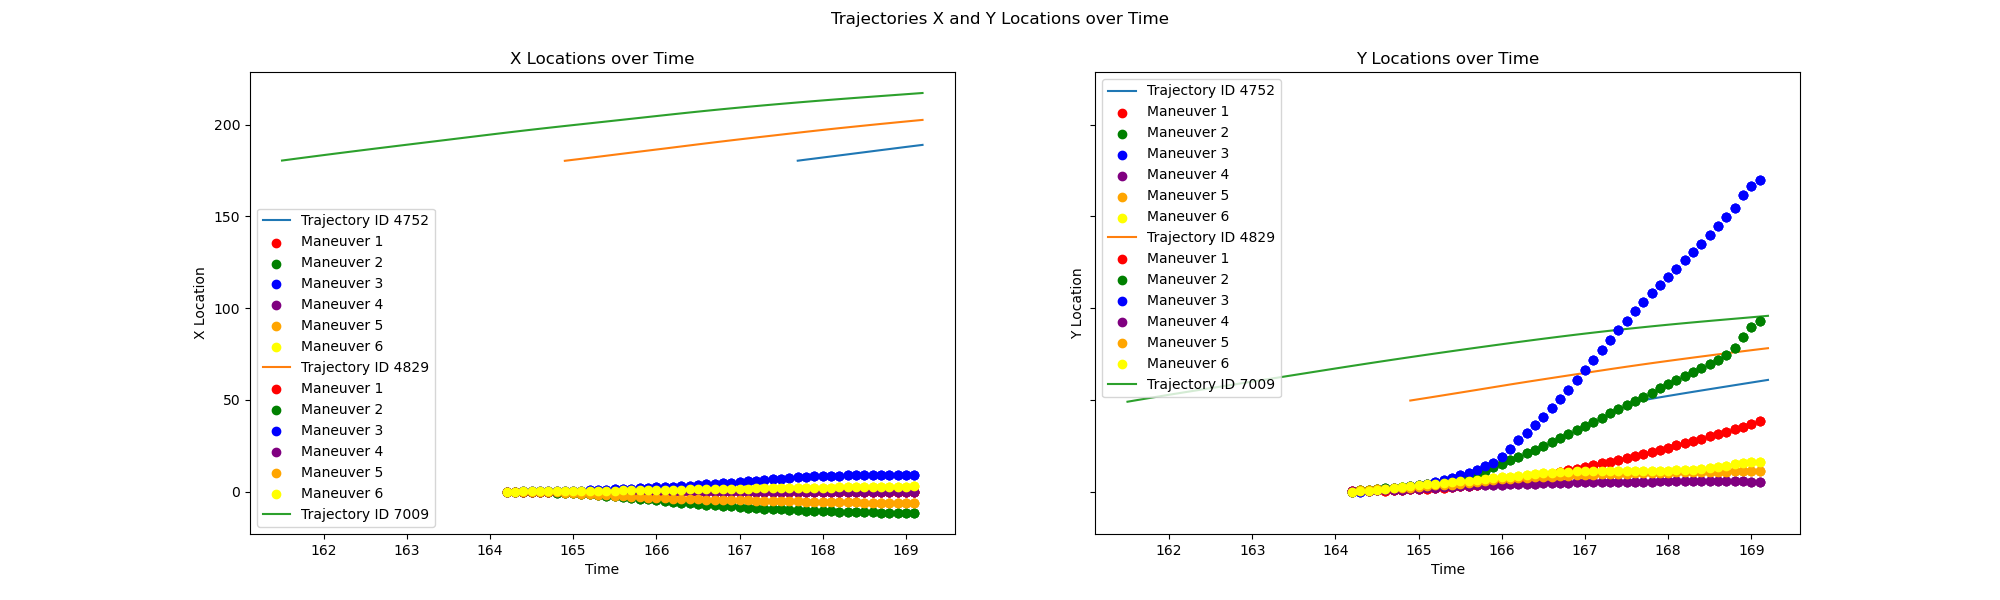 Trajectories X and Y Locations over Time
X Locations over Time
X Location
200
150
100
50
0
Trajectory ID 4752
Maneuver 1
Maneuver 2
Maneuver 3
Maneuver 4
Maneuver 5
Maneuver 6
Trajectory ID 4829
Maneuver 1
Maneuver 2
Maneuver 3
Maneuver 4
Maneuver 5
Maneuver 6
Trajectory ID 7009
162 163 164 165 166 167 168 169
Time
Y Locations over Time
Y Location
Trajectory ID 4752
Maneuver 1
Maneuver 2
Maneuver 3
Maneuver 4
Maneuver 5
Maneuver 6
Trajectory ID 4829
Maneuver 1
Maneuver 2
Maneuver 3
Maneuver 4
Maneuver 5
Maneuver 6
Trajectory ID 7009
162 163 164 165 166 167 168 169
Time